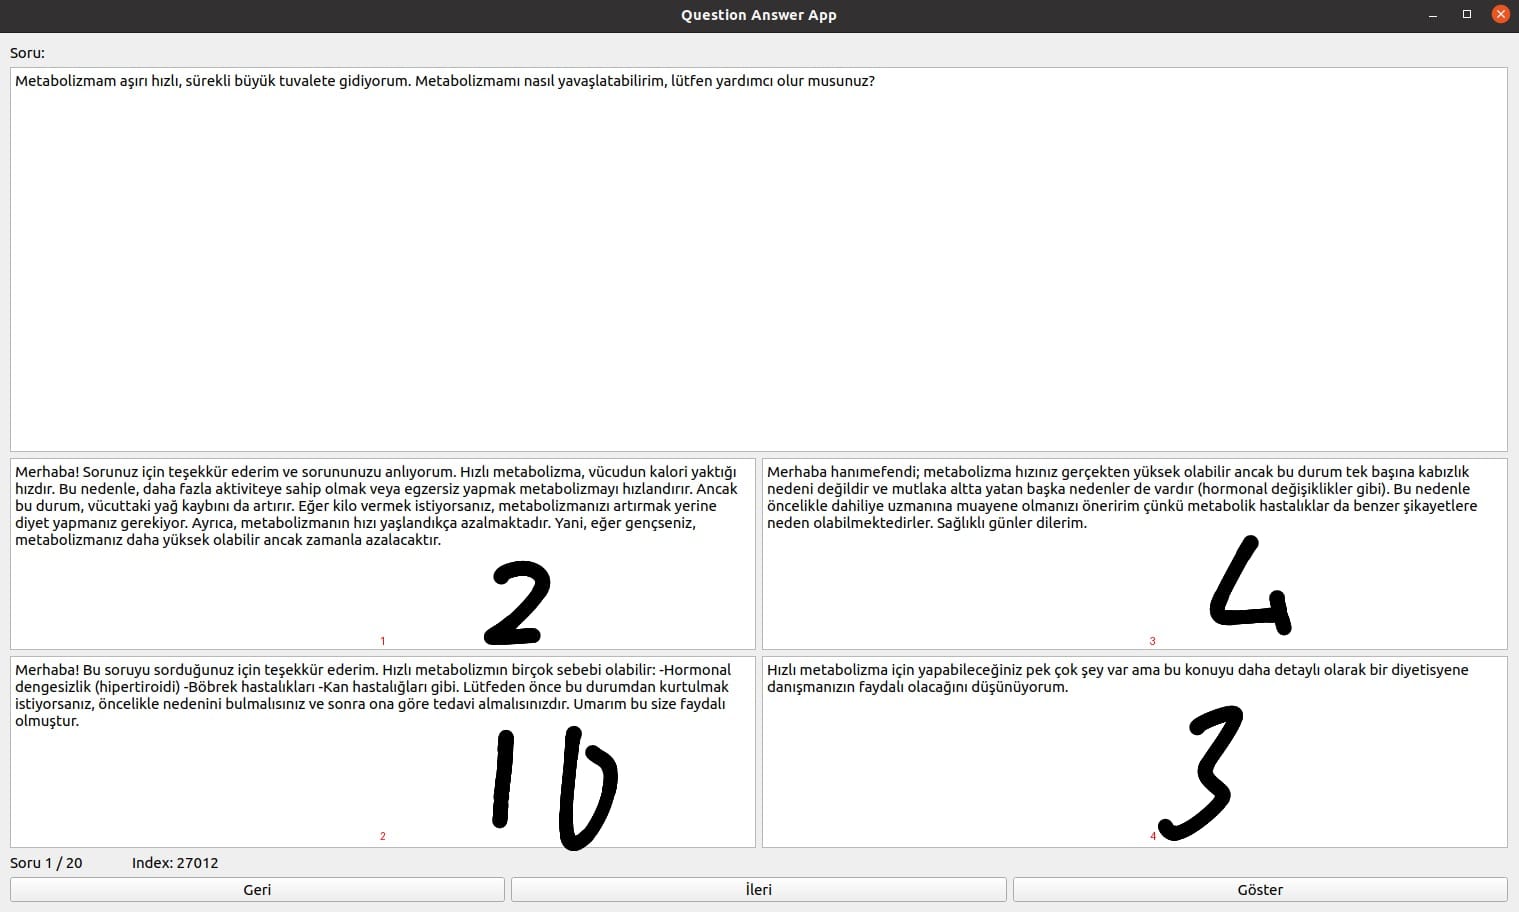 Question Answer App
Soru:
Metabolizmam aşırı hızlı, sürekli büyük tuvalete gidiyorum. Metabolizmamı nasıl yavaşlatabilirim, lütfen yardımcı olur musunuz?
Merhaba! Sorunuz için teşekkür ederim ve sorununuzu anlıyorum. Hızlı metabolizma, vücudun kalori yaktığı
hızdır. Bu nedenle, daha fazla aktiviteye sahip olmak veya egzersiz yapmak metabolizmayı hızlandırır. Ancak
bu durum, vücuttaki yağ kaybını da artırır. Eğer kilo vermek istiyorsanız, metabolizmanızı artırmak yerine
diyet yapmanız gerekiyor. Ayrıca, metabolizmanın hızı yaşlandıkça azalmaktadır. Yani, eğer gençseniz,
metabolizmanız daha yüksek olabilir ancak zamanla azalacaktır.
2
1
Merhaba hanımefendi; metabolizma hızınız gerçekten yüksek olabilir ancak bu durum tek başına kabızlık
nedeni değildir ve mutlaka altta yatan başka nedenler de vardır (hormonal değişiklikler gibi). Bu nedenle
öncelikle dahiliye uzmanına muayene olmanızı öneririm çünkü metabolik hastalıklar da benzer şikayetlere
neden olabilmektedirler. Sağlıklı günler dilerim.
4
3
Merhaba! Bu soruyu sorduğunuz için teşekkür ederim. Hızlı metabolizmın birçok sebebi olabilir: -Hormonal
dengesizlik (hipertiroidi) -Böbrek hastalıkları -Kan hastalığları gibi. Lütfeden önce bu durumdan kurtulmak
istiyorsanız, öncelikle nedenini bulmalısınız ve sonra ona göre tedavi almalısınızdır. Umarım bu size faydalı
olmuştur.
10
2
Hızlı metabolizma için yapabileceğiniz pek çok şey var ama bu konuyu daha detaylı olarak bir diyetisyene
danışmanızın faydalı olacağını düşünüyorum.
3
4
Soru 1 / 20 Index: 27012
Geri İleri Göster